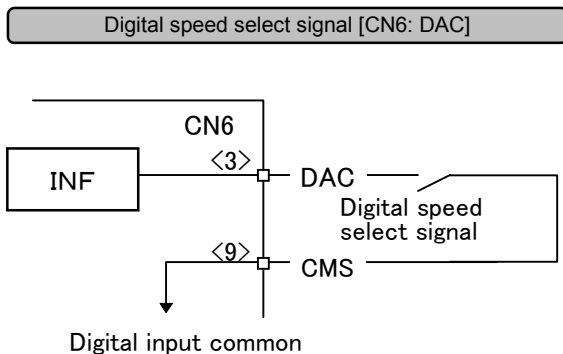 Digital speed select signal [CN6: DAC]
CN6
<3>
INF
DAC
Digital speed
select signal
<9>
CMS
Digital input common